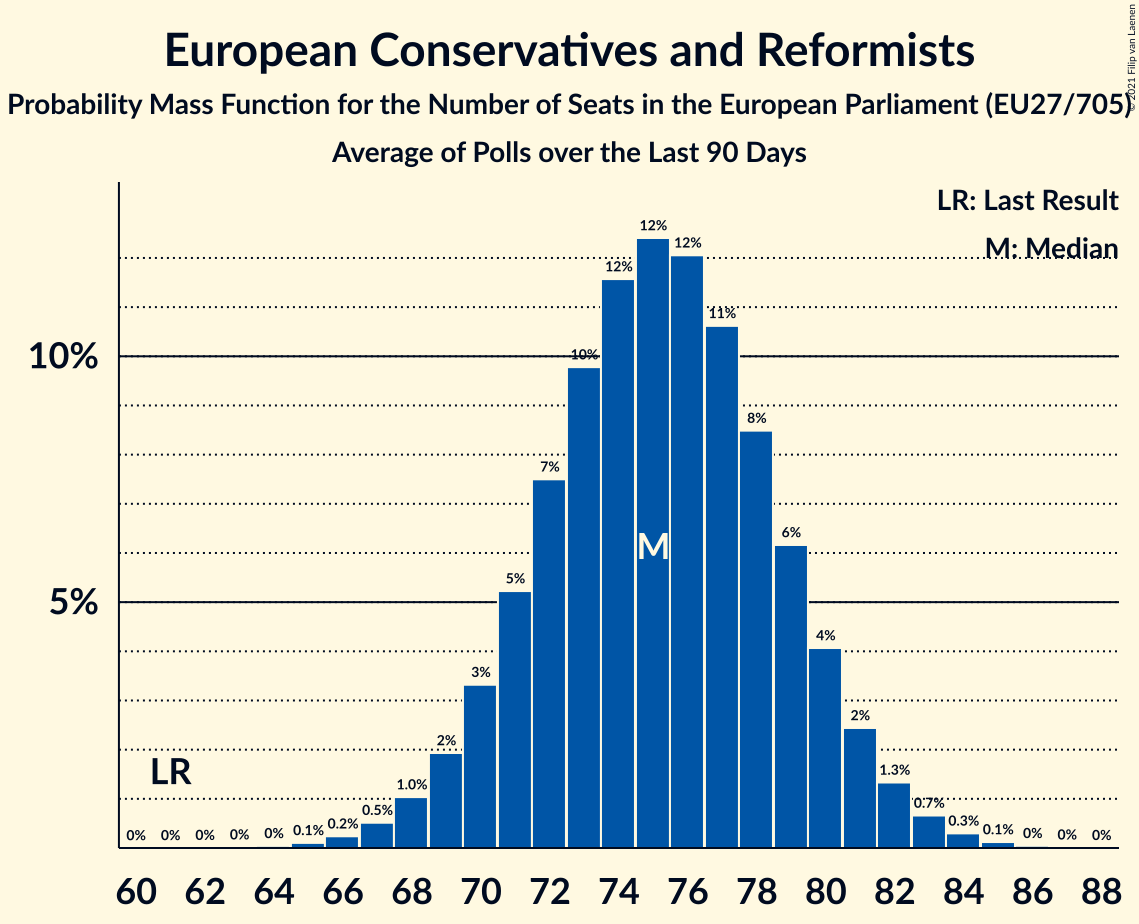 European Conservatives and Reformists
Probability Mass Function for the Number of Seats in the European Parliament (EU27/705)
Average of Polls over the Last 90 Days
© 2021 Filip van Laenen
LR: Last Result
M: Median
10%
5%
0% 0% 0% 0% 0% 0.1% 0.2% 0.5% 1.0% 2% 3% 5% 7% 10% 12% 12% 12% 11% 8% 6% 4% 2% 1.3% 0.7% 0.3% 0.1% 0% 0% 0%
M
LR
60 62 64 66 68 70 72 74 76 78 80 82 84 86 88